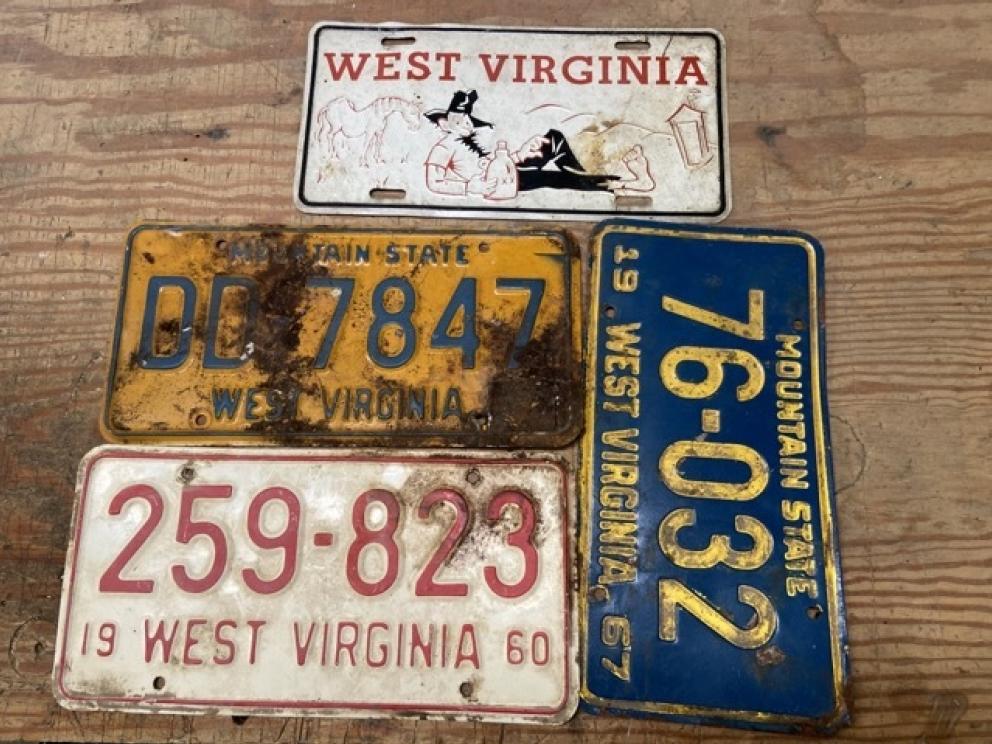 WEST VIRGINIA
MOUNTAIN STATE
DD 7847
WEST VIRGINIA
259-823
19 WEST VIRGINIA 60
MOUNTAIN STATE
76-032
19 WEST VIRGINIA, 67